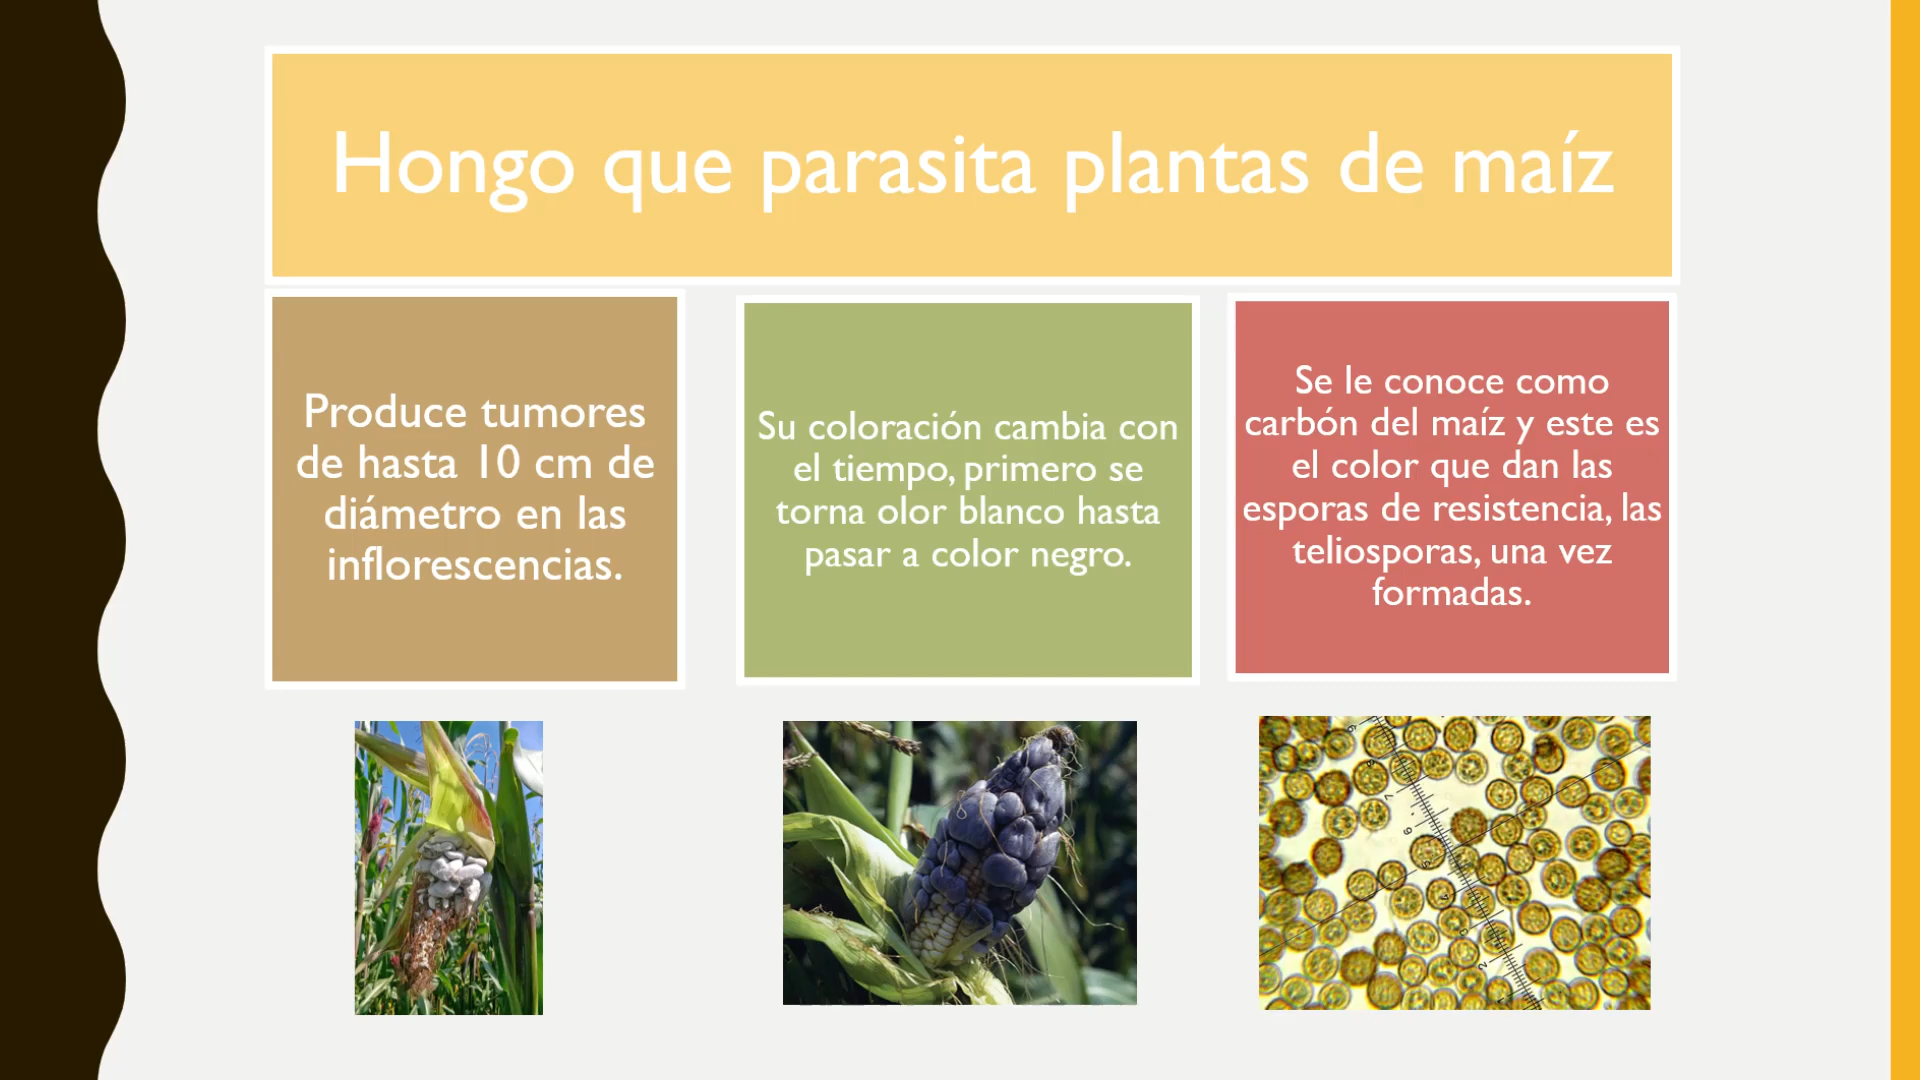 Hongo que parasita plantas de maíz
Produce tumores
de hasta 10 cm de
diámetro en las
inflorescencias.
Su coloración cambia con
el tiempo, primero se
torna olor blanco hasta
pasar a color negro.
Se le conoce como
carbón del maíz y este es
el color que dan las
esporas de resistencia, las
teliosporas, una vez
formadas.